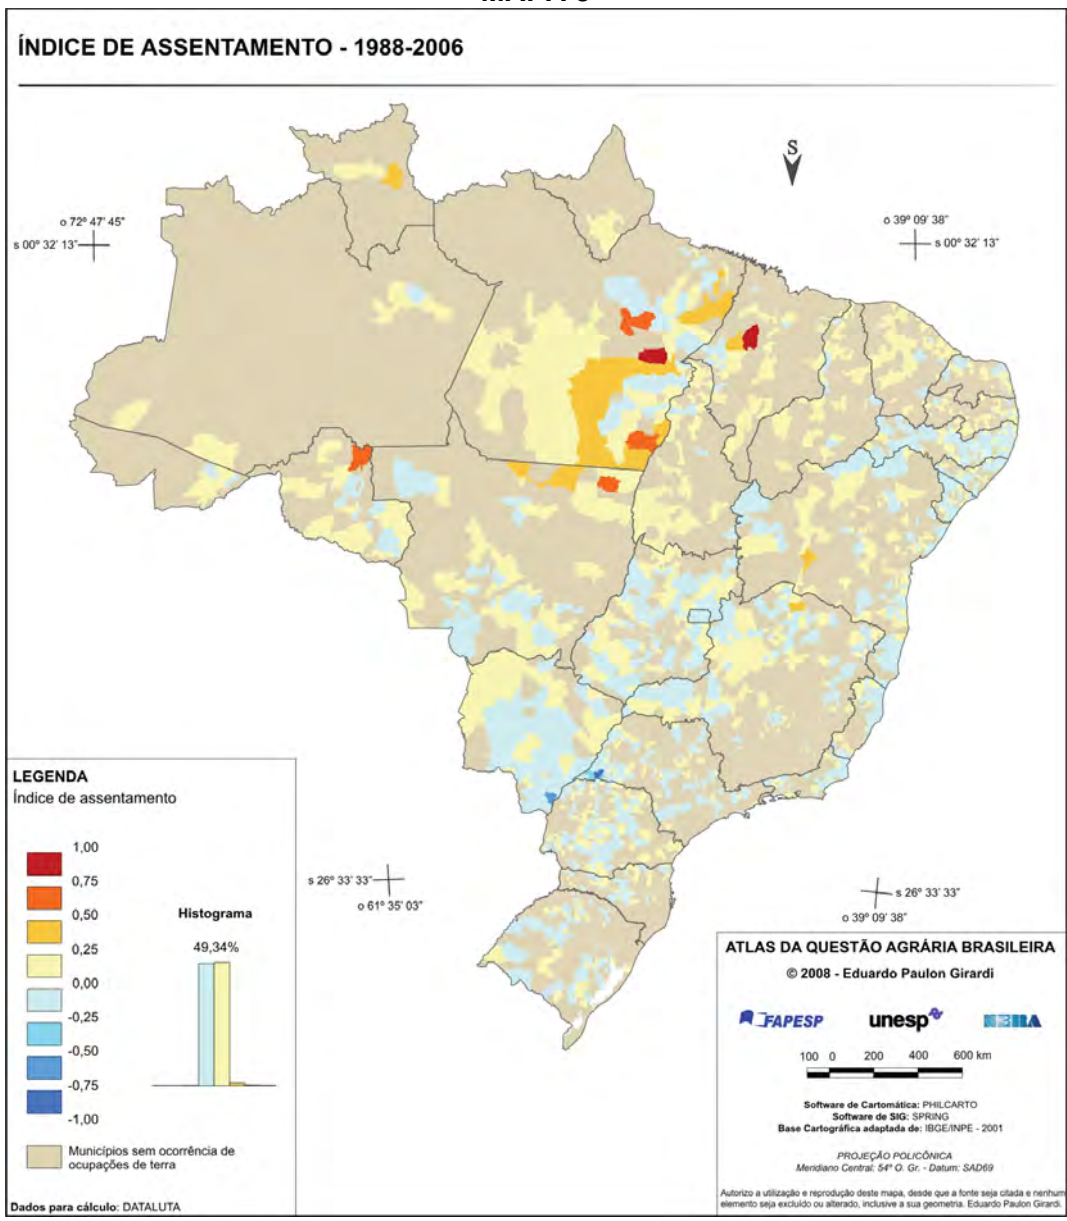 ÍNDICE DE ASSENTAMENTO - 1988-2006
S
o 72º 47' 45"
s 00º 32' 13"
o 39º 09' 38"
s 00º 32' 13"
LEGENDA
Índice de assentamento
1,00
0,75
0,50
0,25
0,00
-0,25
-0,50
-0,75
-1,00
Municípios sem ocorrência de
ocupações de terra
Histograma
49,34%
Dados para cálculo: DATALUTA
s 26º 33' 33"
o 61º 35' 03"
s 26º 33' 33"
o 39º 09' 38"
ATLAS DA QUESTÃO AGRÁRIA BRASILEIRA
© 2008 - Eduardo Paulon Girardi
FAPESP
unesp
NERA
100 0 200 400 600 km
Software de Cartomática: PHILCARTO
Software de SIG: SPRING
Base Cartográfica adaptada de: IBGE/INPE - 2001
PROJEÇÃO POLICÔNICA
Meridiano Central: 54º O. Gr. - Datum: SAD69
Autorizo a utilização e reprodução deste mapa, desde que a fonte seja citada e nenhum
elemento seja excluído ou alterado, inclusive a sua geometria. Eduardo Paulon Girardi.